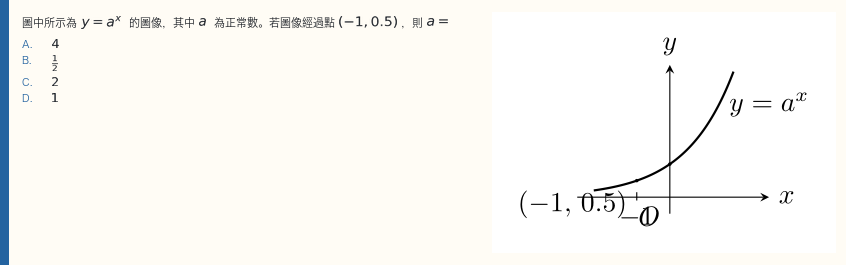 圖中所示為 y = a^x 的圖像，其中 a 為正常數。若圖像經過點 (−1, 0.5)，則 a =
A. 4
B. 1/2
C. 2
D. 1
y
y = a^x
x
(−1, 0.5)
−1
O